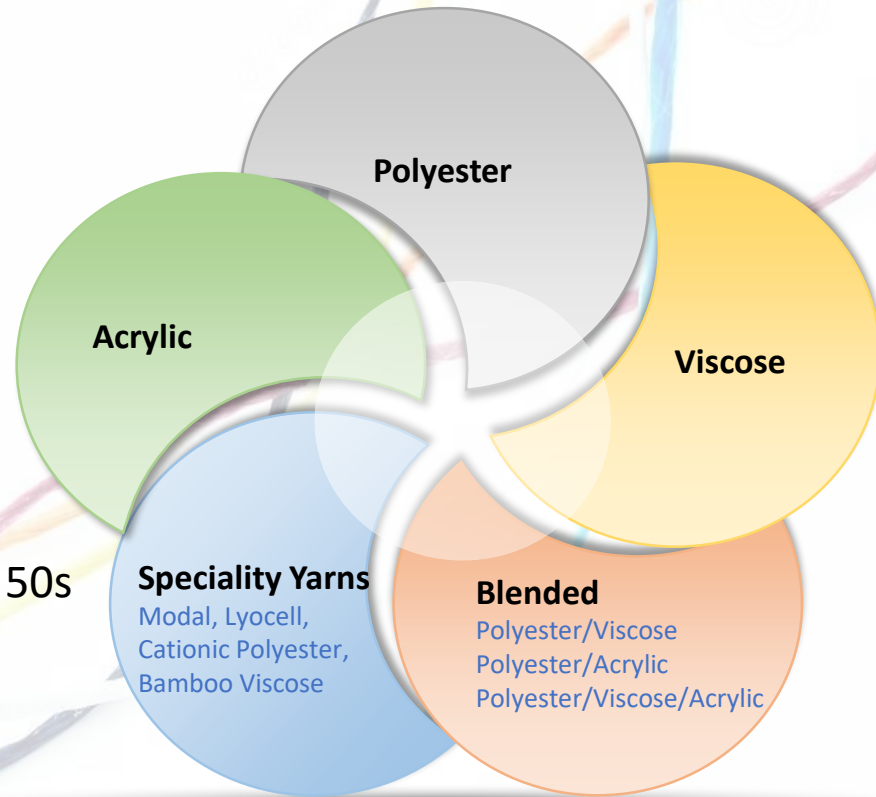 Polyester
Acrylic
Viscose
50s
Speciality Yarns
Modal, Lyocell,
Cationic Polyester,
Bamboo Viscose
Blended
Polyester/Viscose
Polyester/Acrylic
Polyester/Viscose/Acrylic